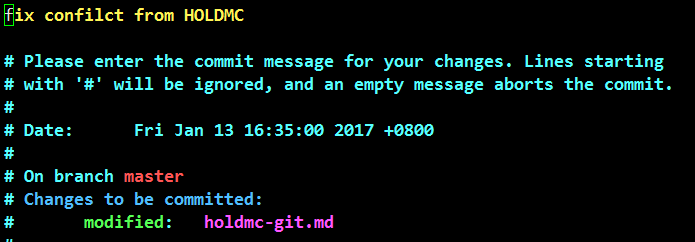 fix confilct from HOLDMC
# Please enter the commit message for your changes. Lines starting
# with '#' will be ignored, and an empty message aborts the commit.
#
# Date:      Fri Jan 13 16:35:00 2017 +0800
#
# On branch master
# Changes to be committed:
#       modified:   holdmc-git.md
#